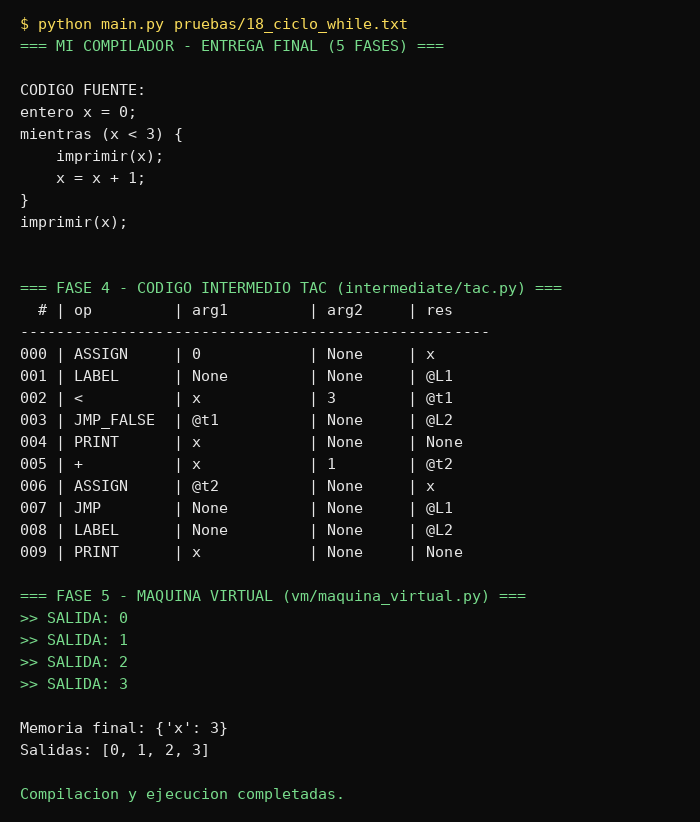 $ python main.py pruebas/18_ciclo_while.txt
=== MI COMPILADOR - ENTREGA FINAL (5 FASES) ===
CODIGO FUENTE:
entero x = 0;
mientras (x < 3) {
    imprimir(x);
    x = x + 1;
}
imprimir(x);
=== FASE 4 - CODIGO INTERMEDIO TAC (intermediate/tac.py) ===
  # | op         | arg1         | arg2     | res
----------------------------------------------------
000 | ASSIGN     | 0            | None     | x
001 | LABEL      | None         | None     | @L1
002 | <          | x            | 3        | @t1
003 | JMP_FALSE  | @t1          | None     | @L2
004 | PRINT      | x            | None     | None
005 | +          | x            | 1        | @t2
006 | ASSIGN     | @t2          | None     | x
007 | JMP        | None         | None     | @L1
008 | LABEL      | None         | None     | @L2
009 | PRINT      | x            | None     | None
=== FASE 5 - MAQUINA VIRTUAL (vm/maquina_virtual.py) ===
>> SALIDA: 0
>> SALIDA: 1
>> SALIDA: 2
>> SALIDA: 3
Memoria final: {'x': 3}
Salidas: [0, 1, 2, 3]
Compilacion y ejecucion completadas.